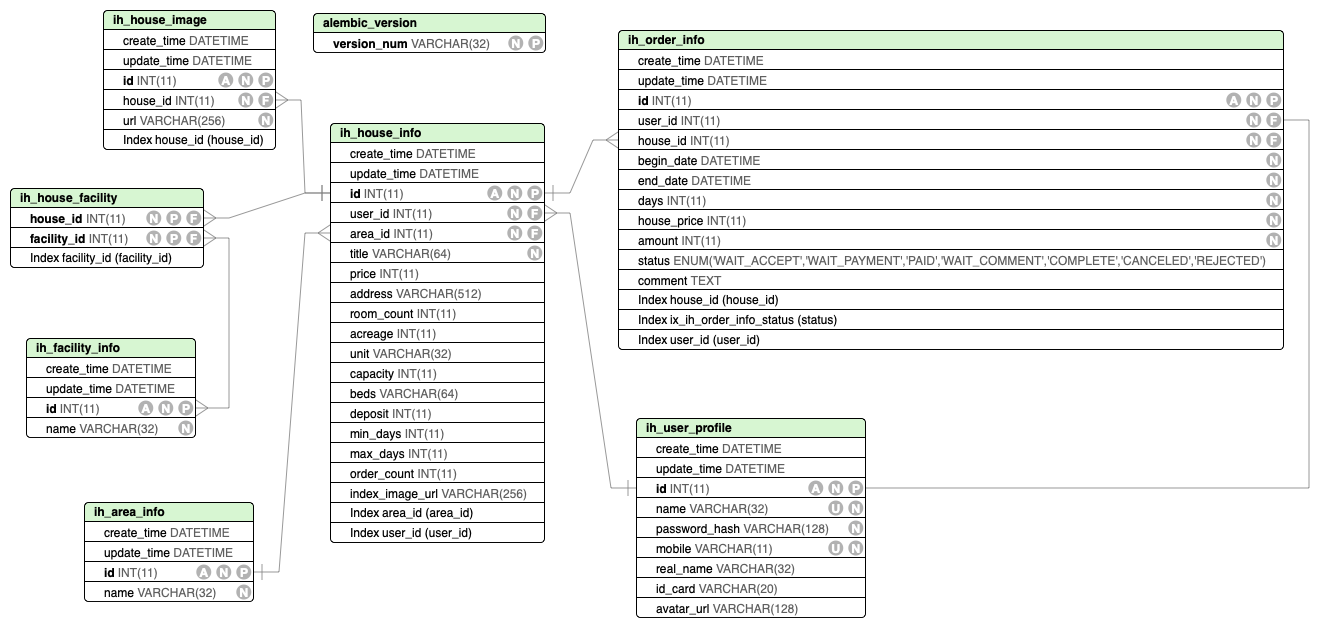 ih_house_image
create_time DATETIME
update_time DATETIME
id INT(11) A N P
house_id INT(11) N F
url VARCHAR(256) N
Index house_id (house_id)
alembic_version
version_num VARCHAR(32) N P
ih_order_info
create_time DATETIME
update_time DATETIME
id INT(11) A N P
user_id INT(11) N F
house_id INT(11) N F
begin_date DATETIME N
end_date DATETIME N
days INT(11) N
house_price INT(11) N
amount INT(11) N
status ENUM('WAIT_ACCEPT','WAIT_PAYMENT','PAID','WAIT_COMMENT','COMPLETE','CANCELED','REJECTED')
comment TEXT
Index house_id (house_id)
Index ix_ih_order_info_status (status)
Index user_id (user_id)
ih_house_info
create_time DATETIME
update_time DATETIME
id INT(11) A N P
user_id INT(11) N F
area_id INT(11) N F
title VARCHAR(64) N
price INT(11)
address VARCHAR(512)
room_count INT(11)
acreage INT(11)
unit VARCHAR(32)
capacity INT(11)
beds VARCHAR(64)
deposit INT(11)
min_days INT(11)
max_days INT(11)
order_count INT(11)
index_image_url VARCHAR(256)
Index area_id (area_id)
Index user_id (user_id)
ih_house_facility
house_id INT(11) N P F
facility_id INT(11) N P F
Index facility_id (facility_id)
ih_facility_info
create_time DATETIME
update_time DATETIME
id INT(11) A N P
name VARCHAR(32) N
ih_area_info
create_time DATETIME
update_time DATETIME
id INT(11) A N P
name VARCHAR(32) N
ih_user_profile
create_time DATETIME
update_time DATETIME
id INT(11) A N P
name VARCHAR(32) U N
password_hash VARCHAR(128) N
mobile VARCHAR(11) U N
real_name VARCHAR(32)
id_card VARCHAR(20)
avatar_url VARCHAR(128)